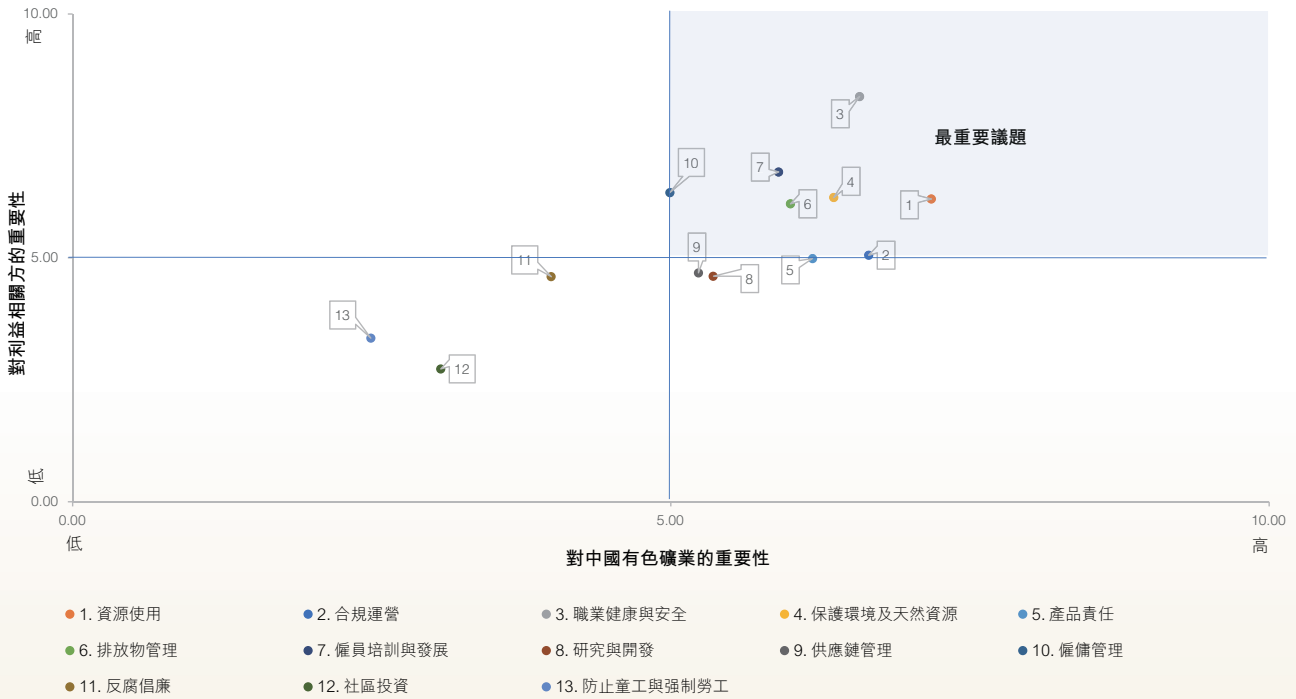 10.00
高
3
最重要議題
10
7
4
6
1
對利益相關方的重要性
9
5.00
11
2
5
8
13
12
低
0.00
0.00
5.00
10.00
低
高
對中國有色礦業的重要性
1. 資源使用
2. 合規運營
3. 職業健康與安全
4. 保護環境及天然資源
5. 產品責任
6. 排放物管理
7. 僱員培訓與發展
8. 研究與開發
9. 供應鏈管理
10. 僱傭管理
11. 反腐倡廉
12. 社區投資
13. 防止童工與强制勞工